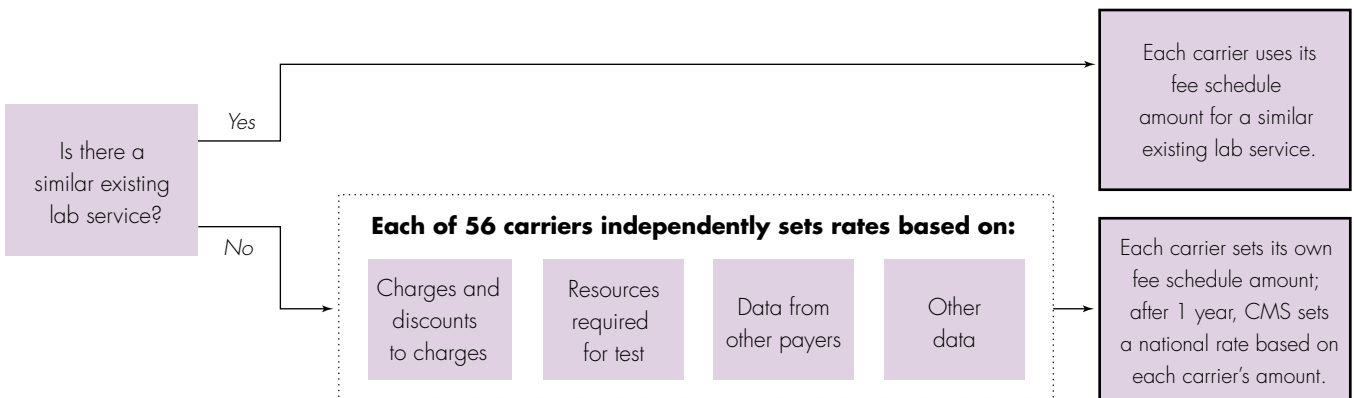 Is there a
similar existing
lab service?
Yes
Each carrier uses its
fee schedule
amount for a similar
existing lab service.
No
Each of 56 carriers independently sets rates based on:
Charges and
discounts
to charges
Resources
required
for test
Data from
other payers
Other
data
Each carrier sets its own
fee schedule amount;
after 1 year, CMS sets
a national rate based on
each carrier’s amount.